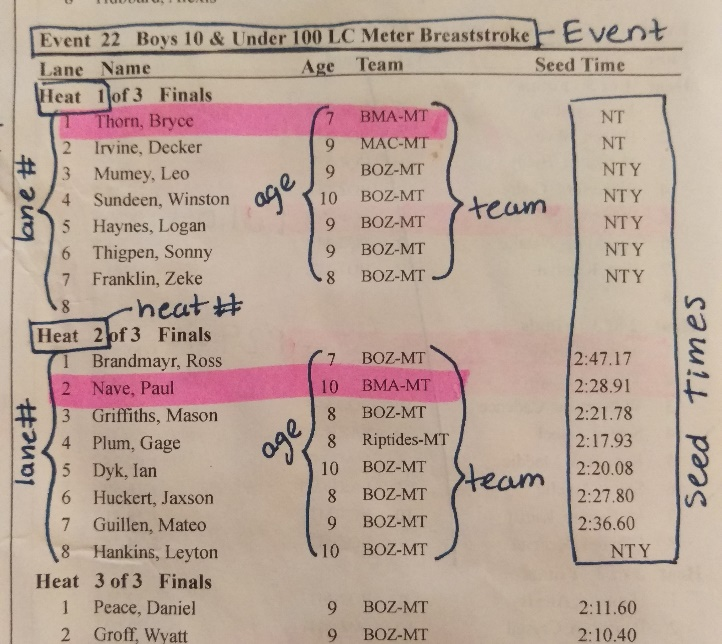 Event 22 Boys 10 & Under 100 LC Meter Breaststroke Event
Lane Name Age Team Seed Time
Heat 1 of 3 Finals
1 Thorn, Bryce 7 BMA-MT NT
2 Irvine, Decker 9 MAC-MT NT
3 Mumey, Leo 9 BOZ-MT NTY
4 Sundeen, Winston 10 BOZ-MT NTY
5 Haynes, Logan 9 BOZ-MT NTY
6 Thigpen, Sonny 9 BOZ-MT NTY
7 Franklin, Zeke 8 BOZ-MT NTY
8
lane #
age
team
heat #
Heat 2 of 3 Finals
1 Brandmayr, Ross 7 BOZ-MT 2:47.17
2 Nave, Paul 10 BMA-MT 2:28.91
3 Griffiths, Mason 8 BOZ-MT 2:21.78
4 Plum, Gage 8 Riptides-MT 2:17.93
5 Dyk, Ian 10 BOZ-MT 2:20.08
6 Huckert, Jaxson 8 BOZ-MT 2:27.80
7 Guillen, Mateo 9 BOZ-MT 2:36.60
8 Hankins, Leyton 10 BOZ-MT NTY
lane #
age
team
Seed Times
Heat 3 of 3 Finals
1 Peace, Daniel 9 BOZ-MT 2:11.60
2 Groff, Wyatt 9 BOZ-MT 2:10.40